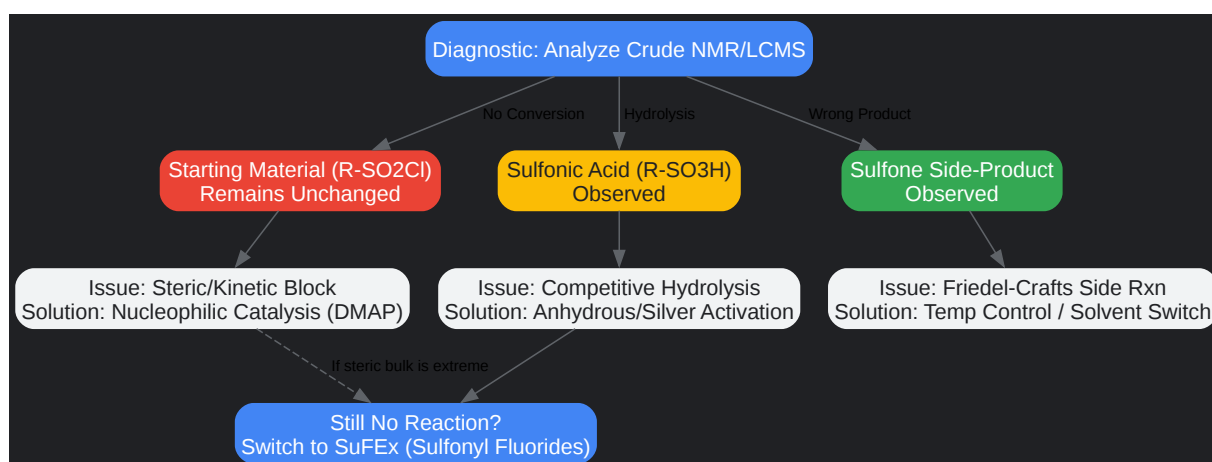 Diagnostic: Analyze Crude NMR/LCMS
No Conversion
Hydrolysis
Wrong Product
Starting Material (R-SO2Cl)
Remains Unchanged
Sulfonic Acid (R-SO3H)
Observed
Sulfone Side-Product
Observed
Issue: Steric/Kinetic Block
Solution: Nucleophilic Catalysis (DMAP)
Issue: Competitive Hydrolysis
Solution: Anhydrous/Silver Activation
Issue: Friedel-Crafts Side Rxn
Solution: Temp Control / Solvent Switch
If steric bulk is extreme
Still No Reaction?
Switch to SuFEx (Sulfonyl Fluorides)